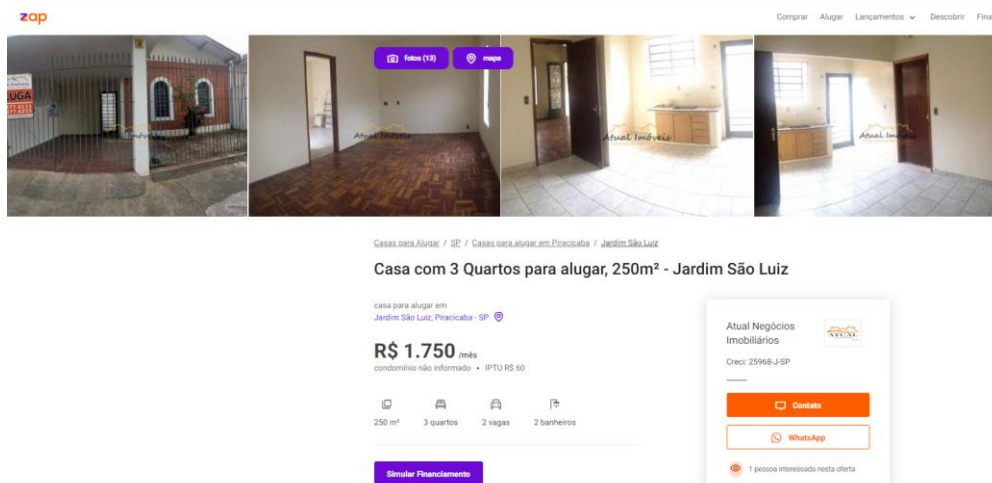 zap
Comprar Alugar Lançamentos Descobrir Fina
fotos (13) mapa
Atual Imóveis
Atual Imóveis
Atual Imóveis
Casas para Alugar / SP / Casas para alugar em Piracicaba / Jardim São Luiz
Casa com 3 Quartos para alugar, 250m² - Jardim São Luiz
casa para alugar em
Jardim São Luiz, Piracicaba - SP
R$ 1.750 /mês
condomínio não informado • IPTU R$ 60
250 m² 3 quartos 2 vagas 2 banheiros
Simular Financiamento
Atual Negócios
Imobiliários
ATUAL
Creci: 25968-J-SP
Contato
WhatsApp
1 pessoa interessada nesta oferta